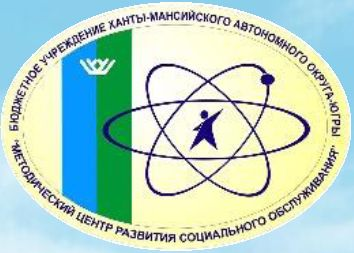 БЮДЖЕТНОЕ УЧРЕЖДЕНИЕ ХАНТЫ-МАНСИЙСКОГО АВТОНОМНОГО ОКРУГА-ЮГРЫ
"МЕТОДИЧЕСКИЙ ЦЕНТР РАЗВИТИЯ СОЦИАЛЬНОГО ОБСЛУЖИВАНИЯ"